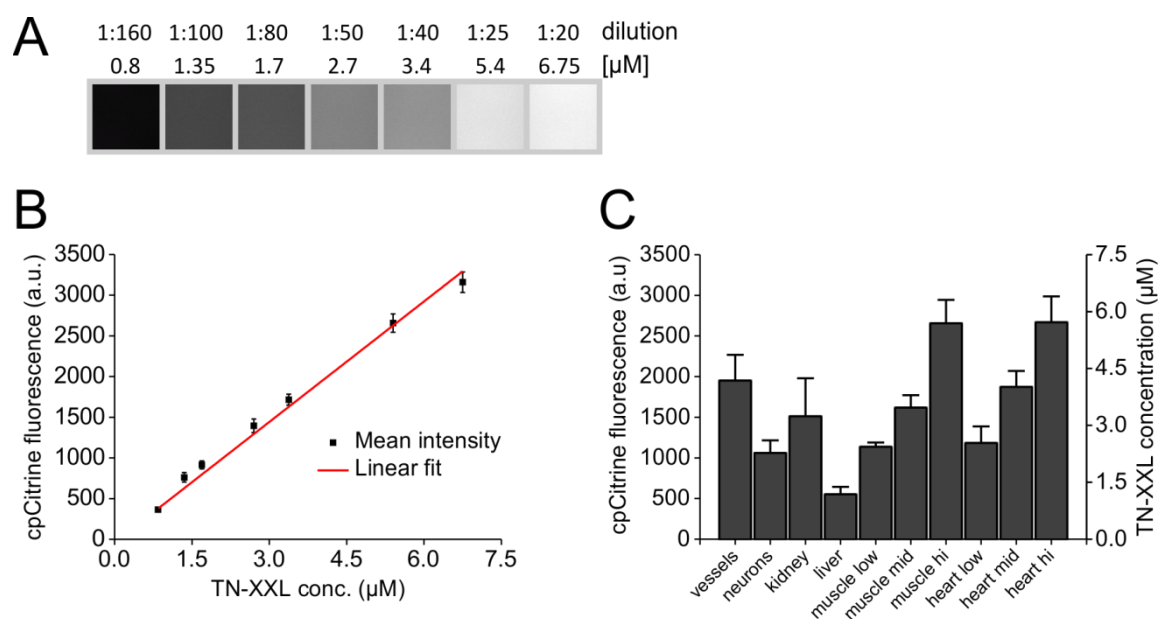 A
1:160 1:100 1:80 1:50 1:40 1:25 1:20 dilution
0.8 1.35 1.7 2.7 3.4 5.4 6.75 [µM]
B
cpCitrine fluorescence (a.u.)
3500
3000
2500
2000
1500
1000
500
0
Mean intensity
Linear fit
0.0 1.5 3.0 4.5 6.0 7.5
TN-XXL conc. (µM)
C
cpCitrine fluorescence (a.u)
3500
3000
2500
2000
1500
1000
500
0
7.5
6.0
4.5
3.0
1.5
0.0
TN-XXL concentration (µM)
vessels
neurons
kidney
liver
muscle low
muscle mid
muscle hi
heart low
heart mid
heart hi